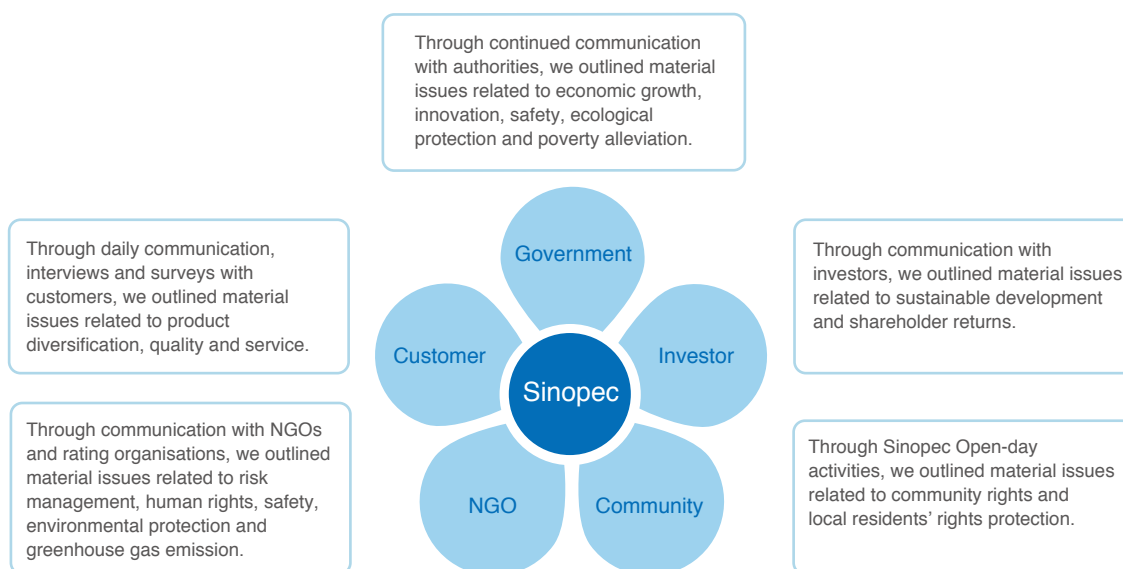 Through continued communication
with authorities, we outlined material
issues related to economic growth,
innovation, safety, ecological
protection and poverty alleviation.
Government
Through daily communication,
interviews and surveys with
customers, we outlined material
issues related to product
diversification, quality and service.
Through communication with
investors, we outlined material issues
related to sustainable development
and shareholder returns.
Customer
Investor
Sinopec
Through communication with NGOs
and rating organisations, we outlined
material issues related to risk
management, human rights, safety,
environmental protection and
greenhouse gas emission.
NGO
Community
Through Sinopec Open-day
activities, we outlined material issues
related to community rights and
local residents’ rights protection.